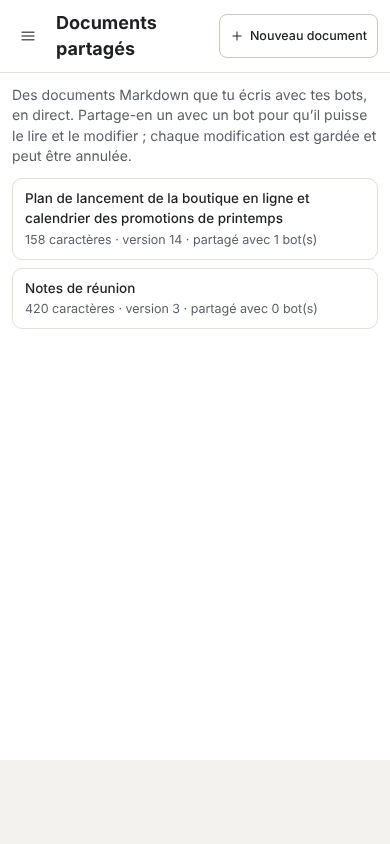 Documents
partagés
Nouveau document
Des documents Markdown que tu écris avec tes bots,
en direct. Partage-en un avec un bot pour qu’il puisse
le lire et le modifier ; chaque modification est gardée et
peut être annulée.
Plan de lancement de la boutique en ligne et
calendrier des promotions de printemps
158 caractères · version 14 · partagé avec 1 bot(s)
Notes de réunion
420 caractères · version 3 · partagé avec 0 bot(s)